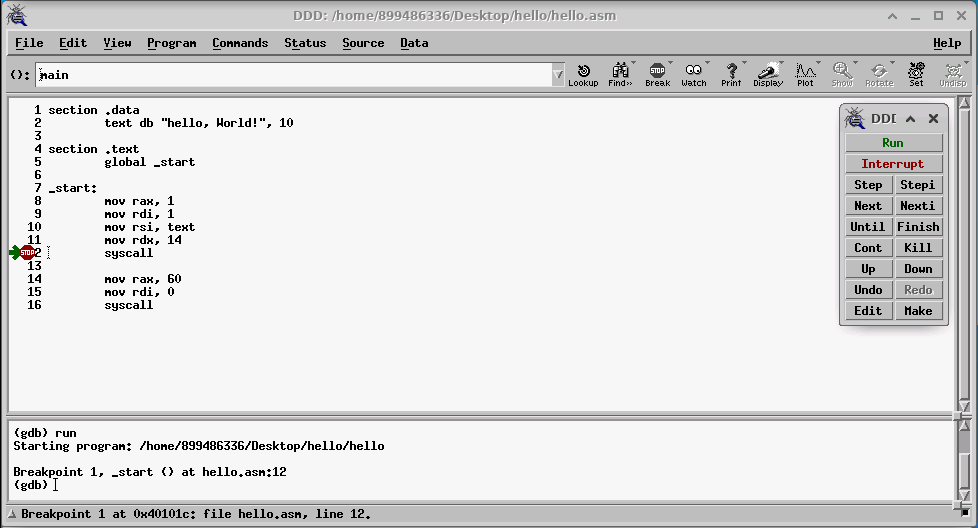 DDD: /home/899486336/Desktop/hello/hello.asm
File Edit View Program Commands Status Source Data Help
(): main
Lookup Find>> Break Watch Print Display Plot Show Rotate Set Undisp
1 section .data
2 text db "hello, World!", 10
3
4 section .text
5 global _start
6
7 _start:
8 mov rax, 1
9 mov rdi, 1
10 mov rsi, text
11 mov rdx, 14
STOP 2 syscall
13
14 mov rax, 60
15 mov rdi, 0
16 syscall
DDD
Run
Interrupt
Step Stepi
Next Nexti
Until Finish
Cont Kill
Up Down
Undo Redo
Edit Make
(gdb) run
Starting program: /home/899486336/Desktop/hello/hello
Breakpoint 1, _start () at hello.asm:12
(gdb)
Breakpoint 1 at 0x40101c: file hello.asm, line 12.